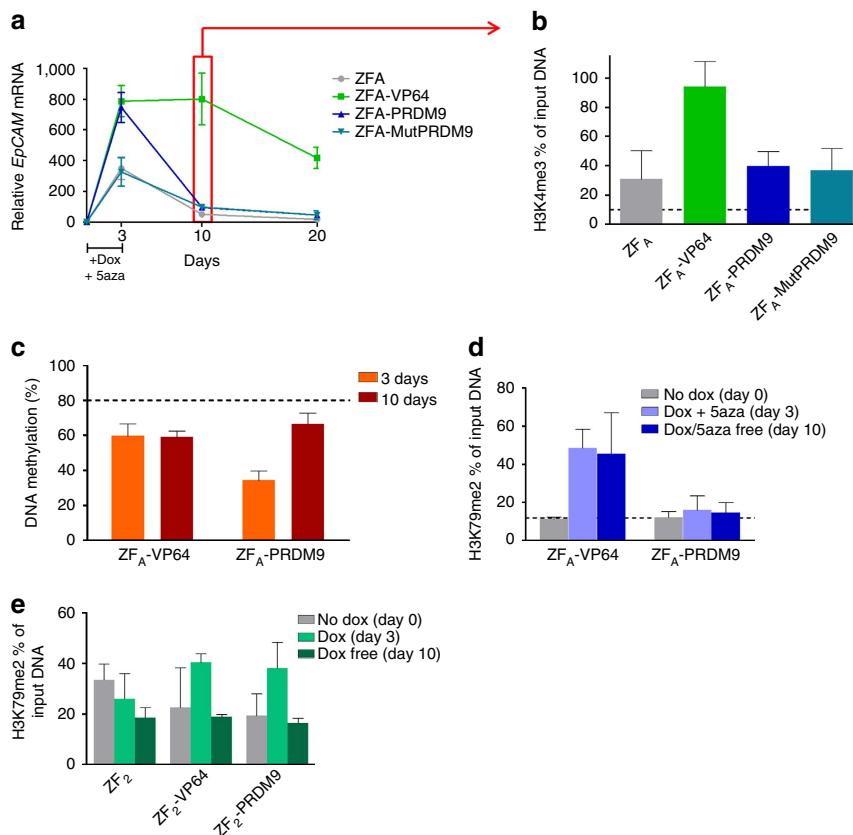 a
Relative EpCAM mRNA
1,000
800
600
400
200
0
3
10
20
Days
+Dox
+ 5aza
ZFA
ZFA-VP64
ZFA-PRDM9
ZFA-MutPRDM9
b
H3K4me3 % of input DNA
100
80
60
40
20
0
ZFA
ZFA-VP64
ZFA-PRDM9
ZFA-MutPRDM9
c
DNA methylation (%)
80
60
40
20
0
3 days
10 days
ZFA-VP64
ZFA-PRDM9
d
H3K79me2 % of input DNA
80
60
40
20
0
No dox (day 0)
Dox + 5aza (day 3)
Dox/5aza free (day 10)
ZFA-VP64
ZFA-PRDM9
e
H3K79me2 % of
input DNA
60
40
20
0
No dox (day 0)
Dox (day 3)
Dox free (day 10)
ZF2
ZF2-VP64
ZF2-PRDM9